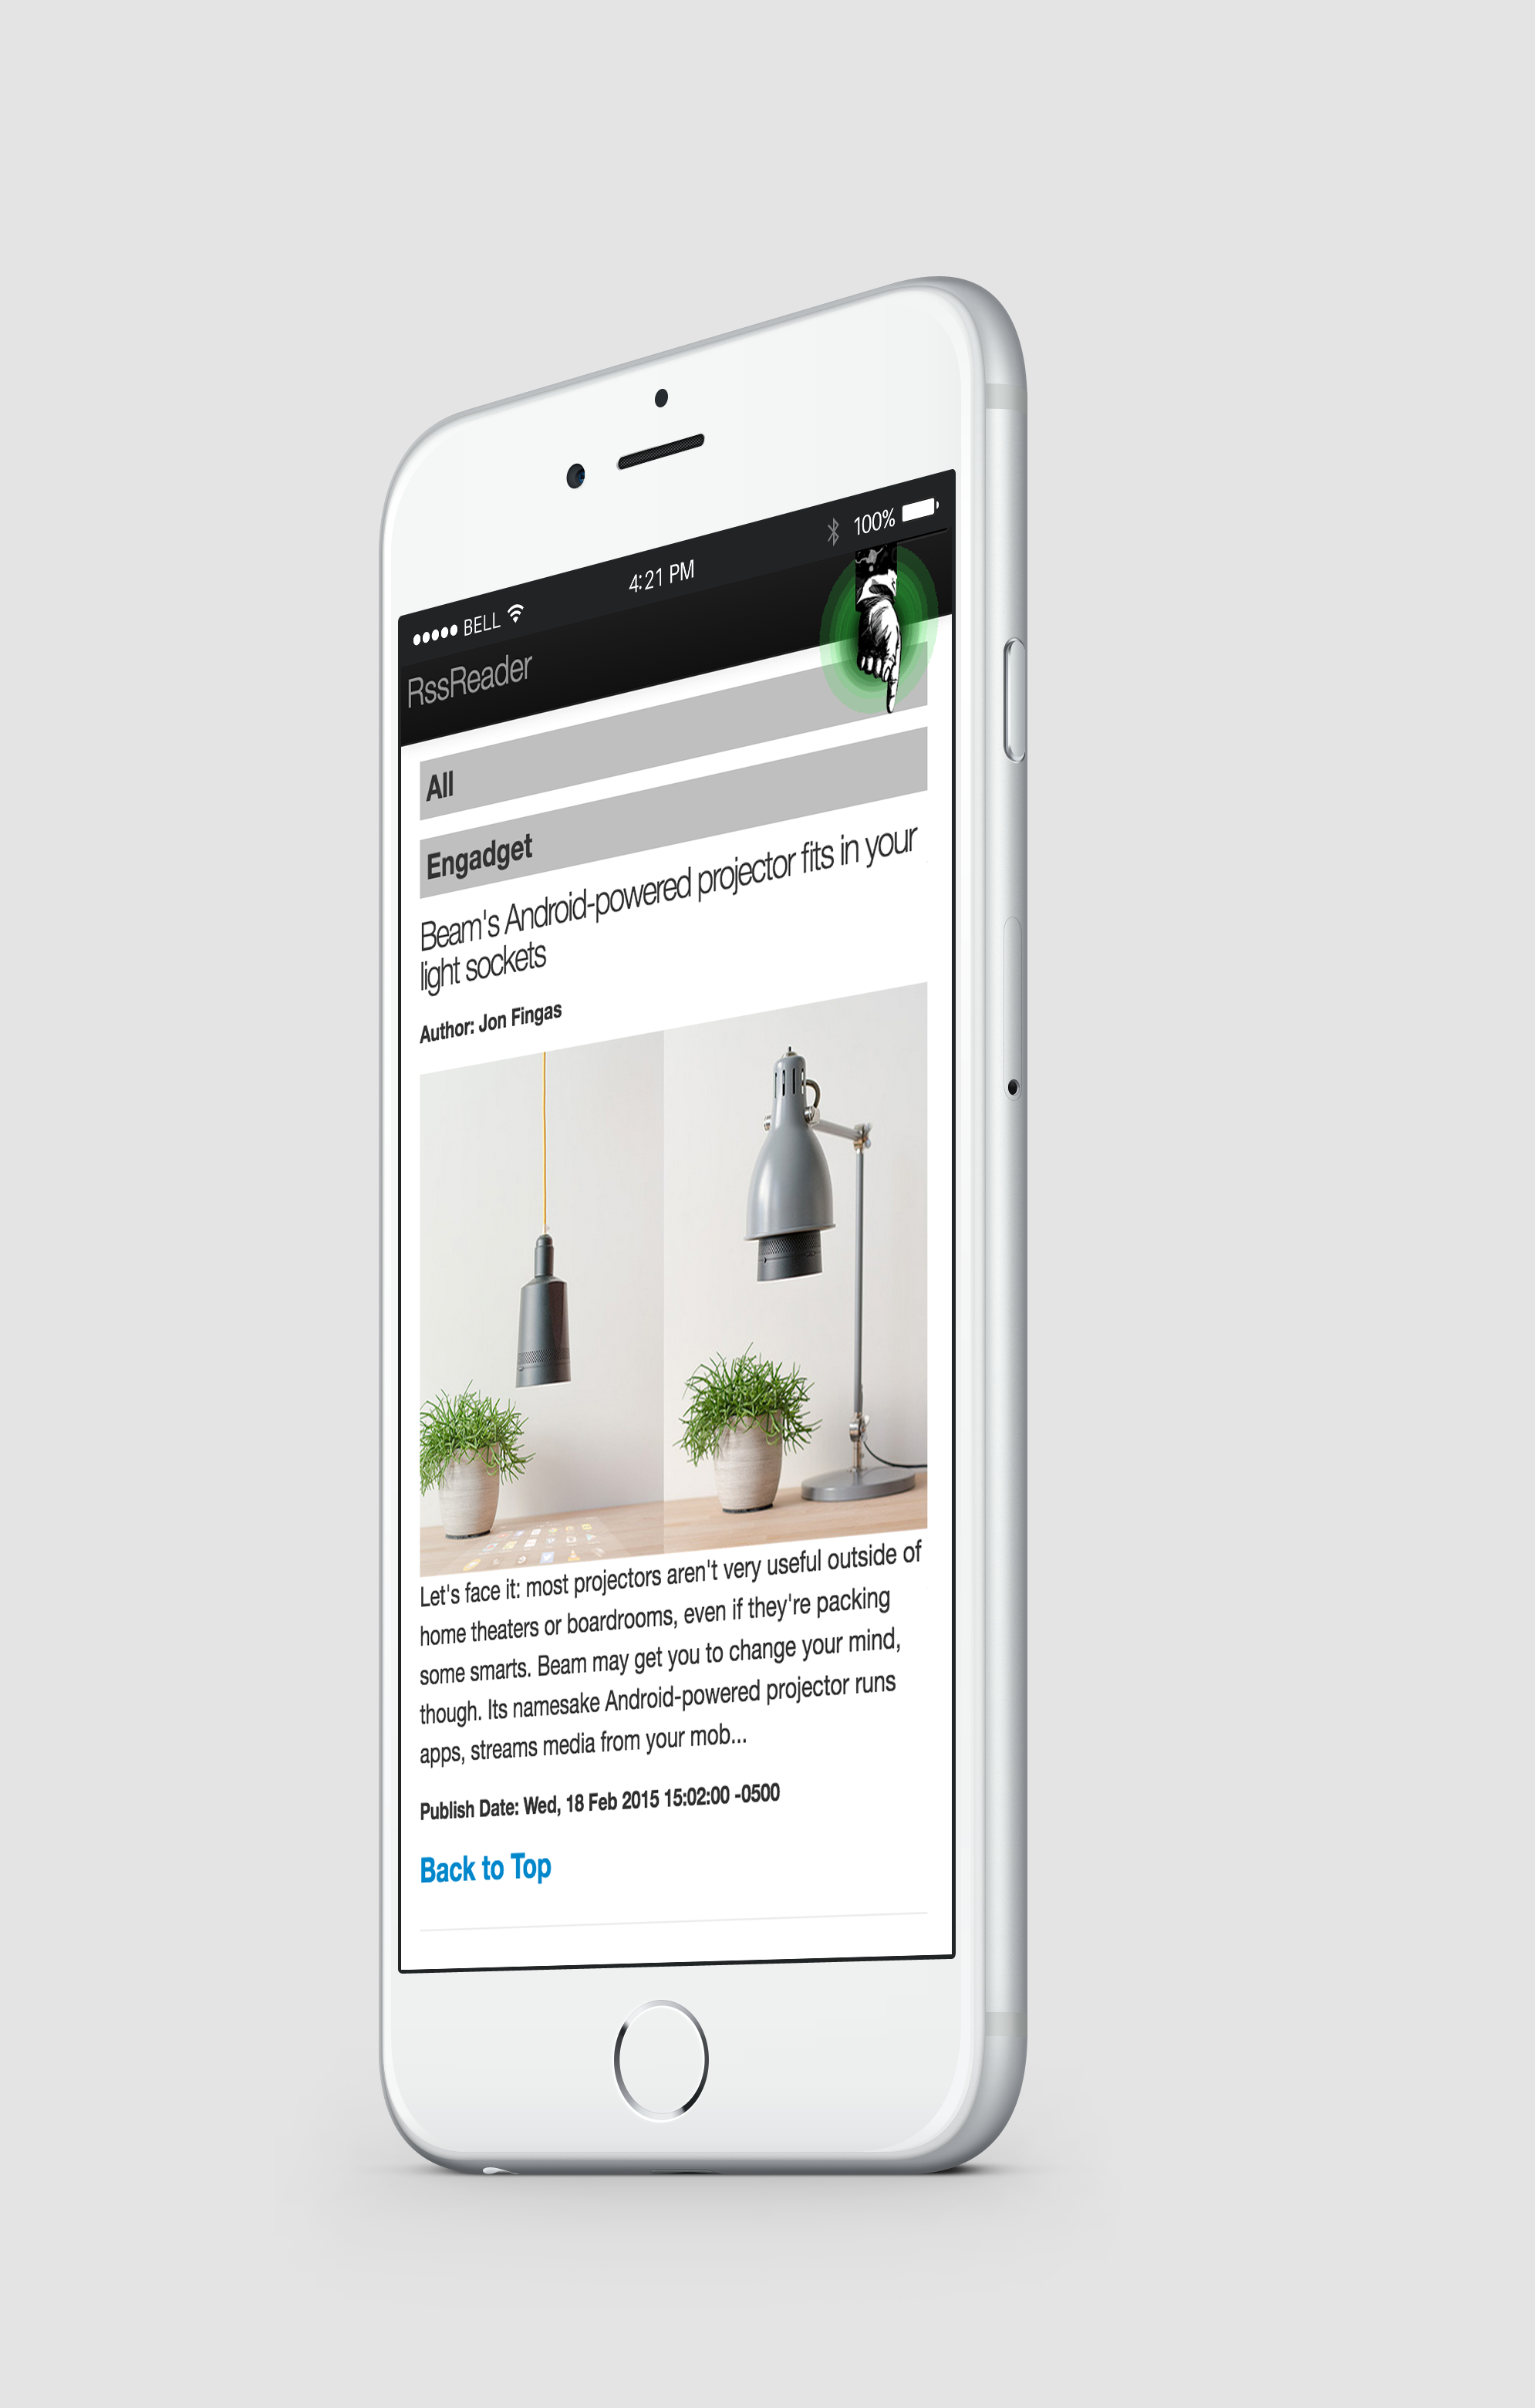 BELL 4:21 PM 100%
RssReader
All
Engadget
Beam's Android-powered projector fits in your
light sockets
Author: Jon Fingas
Let's face it: most projectors aren't very useful outside of
home theaters or boardrooms, even if they're packing
some smarts. Beam may get you to change your mind,
though. Its namesake Android-powered projector runs
apps, streams media from your mob...
Publish Date: Wed, 18 Feb 2015 15:02:00 -0500
Back to Top